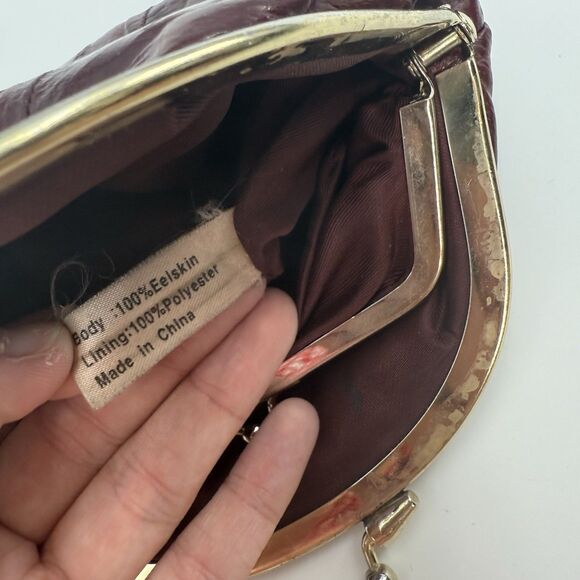 Body :100%Eelskin
Lining:100%Polyester
Made in China